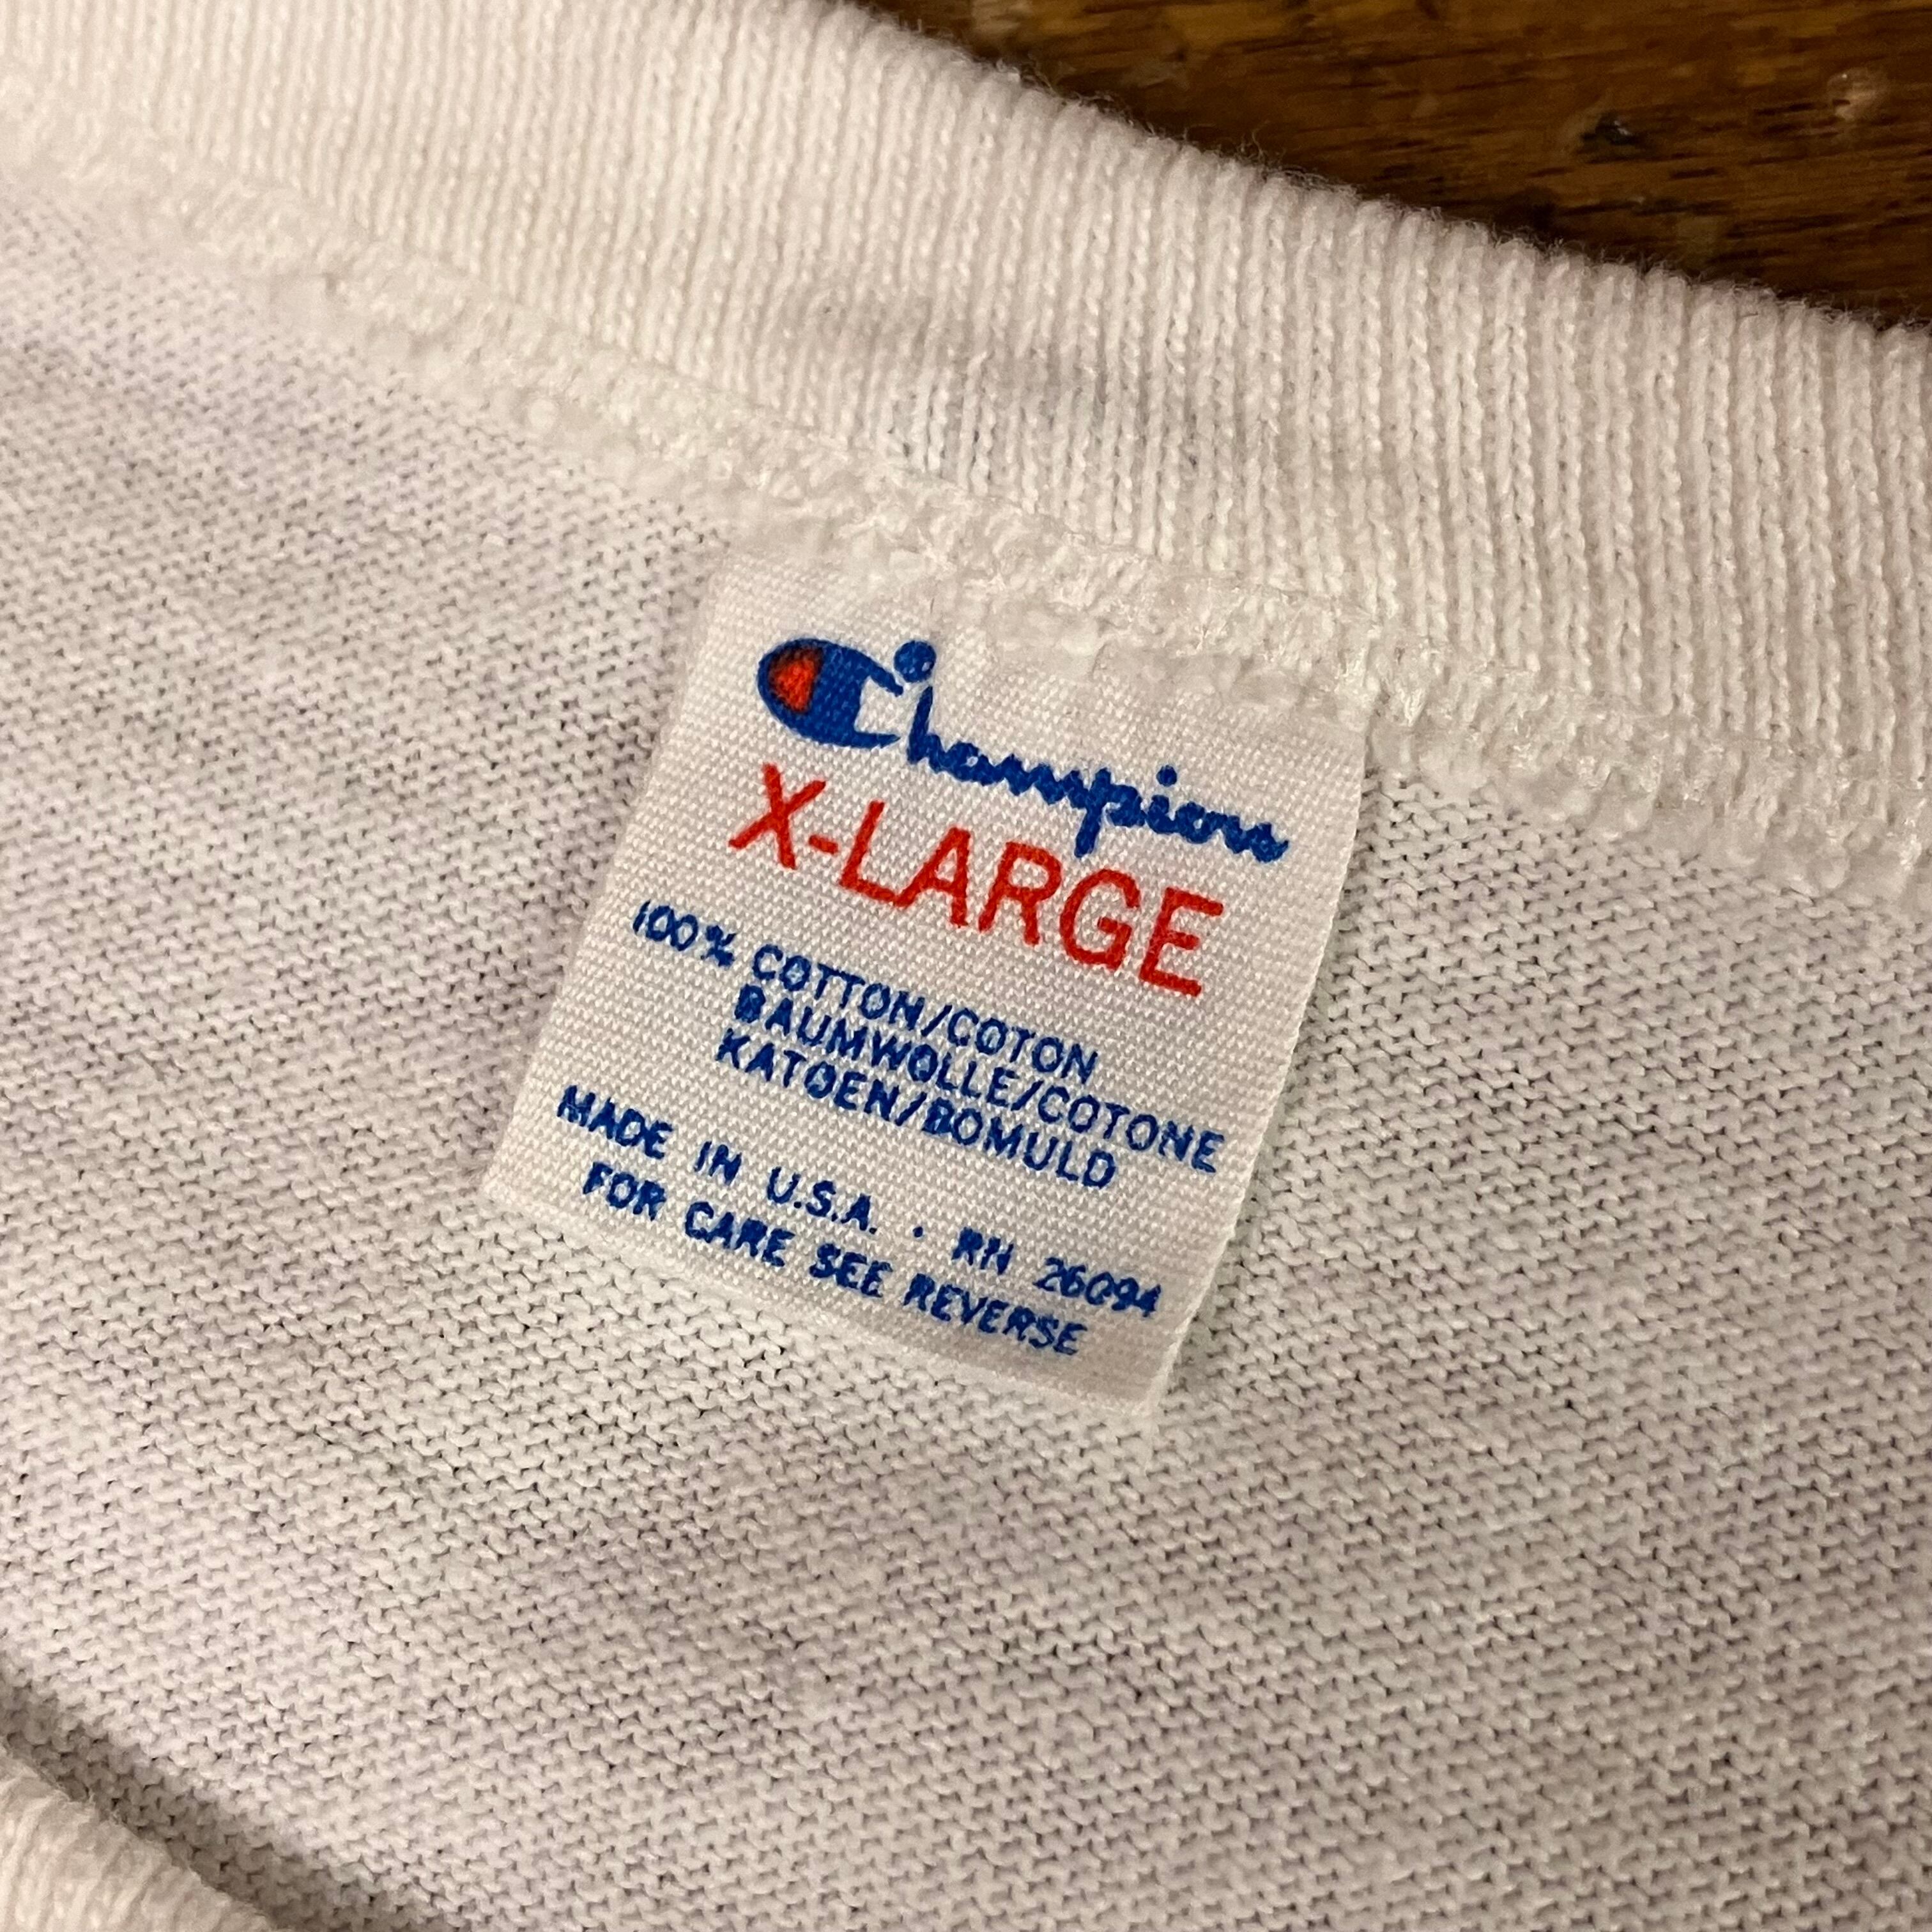 Champion
X-LARGE
100% COTTON/COTON
BAUMWOLLE/COTONE
KATOEN/BOMULD
MADE IN U.S.A. · RN 26094
FOR CARE SEE REVERSE